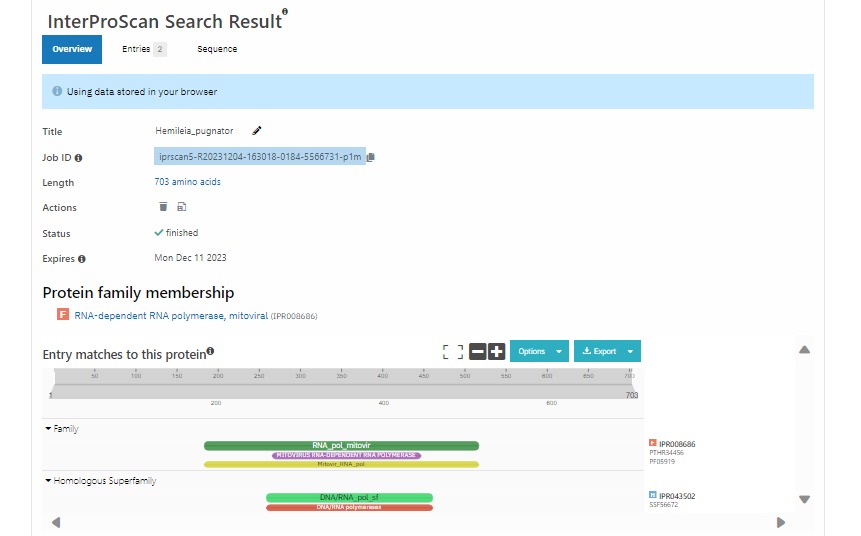 InterProScan Search Result
Overview
Entries 2
Sequence
Using data stored in your browser
Title Hemileia_pugnator
Job ID iprscan5-R20231204-163018-0184-5566731-p1m
Length 703 amino acids
Actions
Status finished
Expires Mon Dec 11 2023
Protein family membership
F RNA-dependent RNA polymerase, mitoviral (IPR008686)
Entry matches to this protein
Options
Export
50 100 150 200 250 300 350 400 450 500 550 600 650 703
1 703
200 400 600
Family
RNA_pol_mitovir
MITOVIRUS RNA-DEPENDENT RNA POLYMERASE
Mitovir_RNA_pol
F IPR008686
PTHR34456
PF05919
Homologous Superfamily
DNA/RNA_pol_sf
DNA/RNA polymerases
H IPR043502
SSF56672